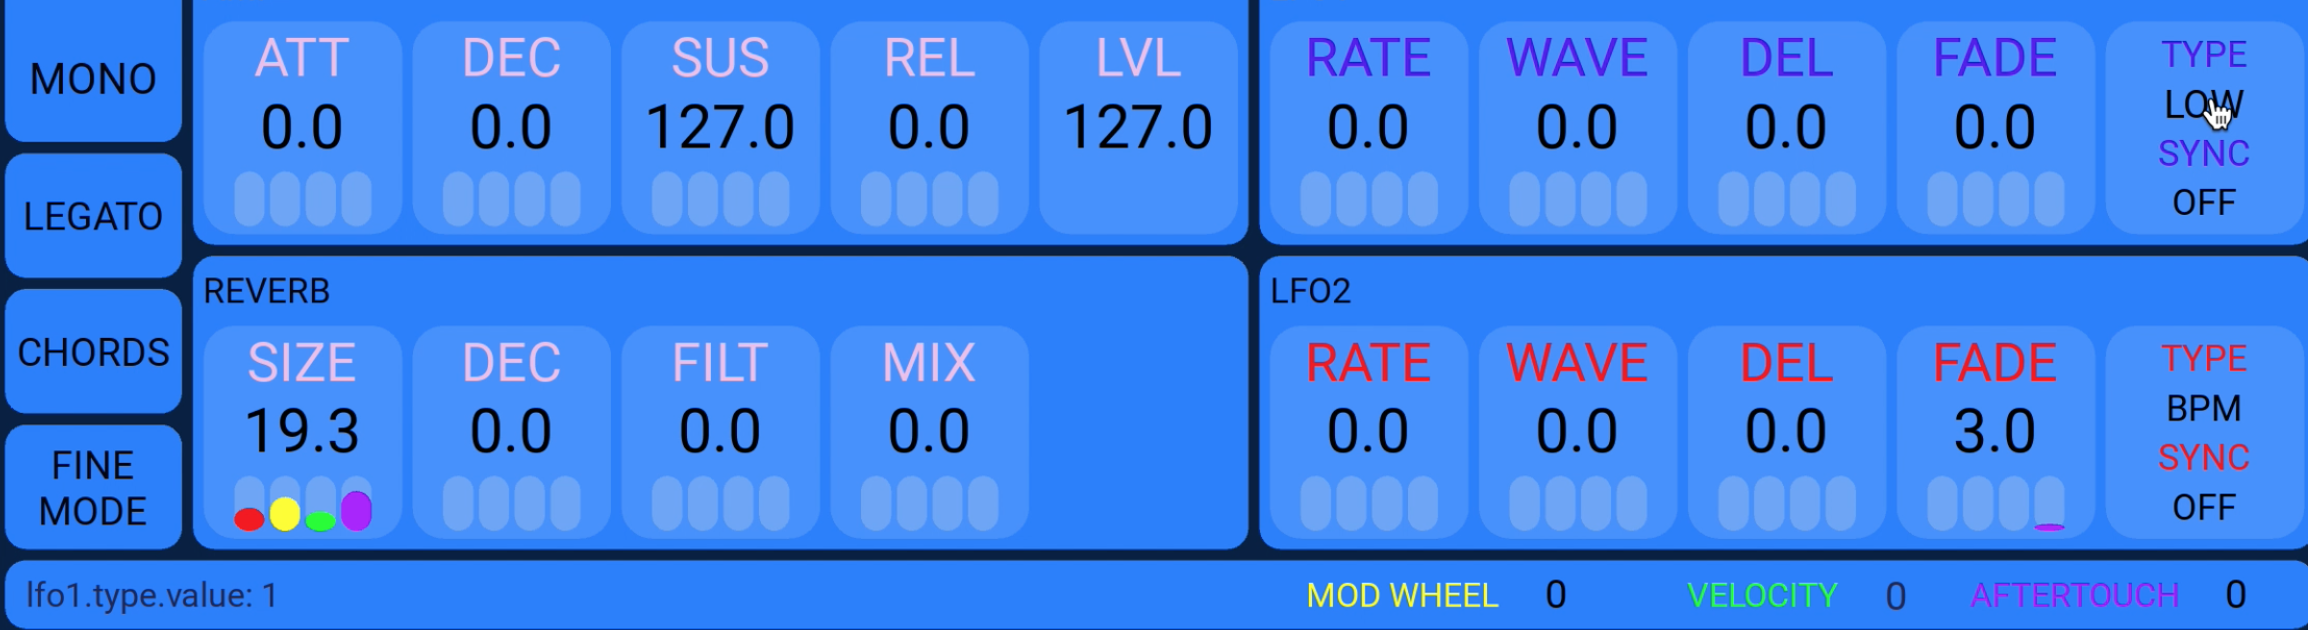 MONO
LEGATO
CHORDS
FINE
MODE
ATT DEC SUS REL LVL
0.0 0.0 127.0 0.0 127.0
RATE WAVE DEL FADE
0.0 0.0 0.0 0.0
TYPE
LOW
SYNC
OFF
REVERB
SIZE DEC FILT MIX
19.3 0.0 0.0 0.0
LFO2
RATE WAVE DEL FADE
0.0 0.0 0.0 3.0
TYPE
BPM
SYNC
OFF
lfo1.type.value: 1
MOD WHEEL 0 VELOCITY 0 AFTERTOUCH 0